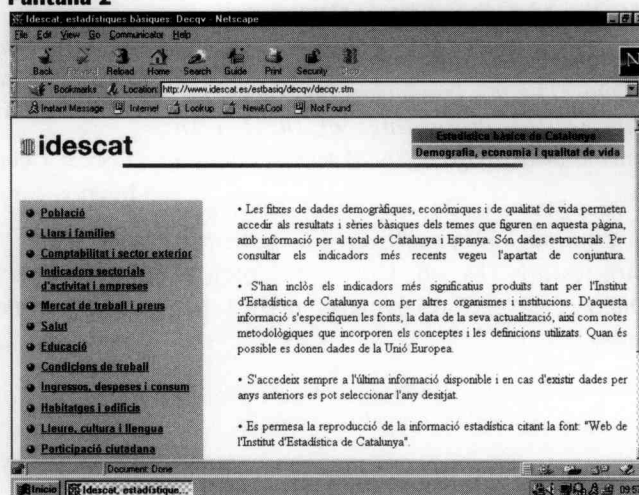 Pantalla 2
Idescat, estadístiques bàsiques: Decqv - Netscape
File Edit View Go Communicator Help
Back Forward Reload Home Search Guide Print Security Stop
Bookmarks Location: http://www.idescat.es/estbasiq/decqv/decqv.stm
Instant Message Internet Lookup New&Cool NotFound
idescat
Estadística bàsica de Catalunya
Demografia, economia i qualitat de vida
Població
Llars i famílies
Comptabilitat i sector exterior
Indicadors sectorials
d'activitat i empreses
Mercat de treball i preus
Salut
Educació
Condicions de treball
Ingressos, despeses i consum
Habitatges i edificis
Lleure, cultura i llengua
Participació ciutadana
• Les fitxes de dades demogràfiques, econòmiques i de qualitat de vida permeten
accedir als resultats i sèries bàsiques dels temes que figuren en aquesta pàgina,
amb informació per al total de Catalunya i Espanya. Són dades estructurals. Per
consultar els indicadors més recents vegeu l'apartat de conjuntura.
• S'han inclòs els indicadors més significatius produïts tant per l'Institut
d'Estadística de Catalunya com per altres organismes i institucions. D'aquesta
informació s'especifiquen les fonts, la data de la seva actualització, així com notes
metodològiques que incorporen els conceptes i les definicions utilizats. Quan és
possible es donen dades de la Unió Europea.
• S'accedeix sempre a l'última informació disponible i en cas d'existir dades per
anys anteriors es pot seleccionar l'any desitjat.
• Es permesa la reproducció de la informació estadística citant la font: "Web de
l'Institut d'Estadística de Catalunya".
Document: Done
Inicio Idescat, estadístique...